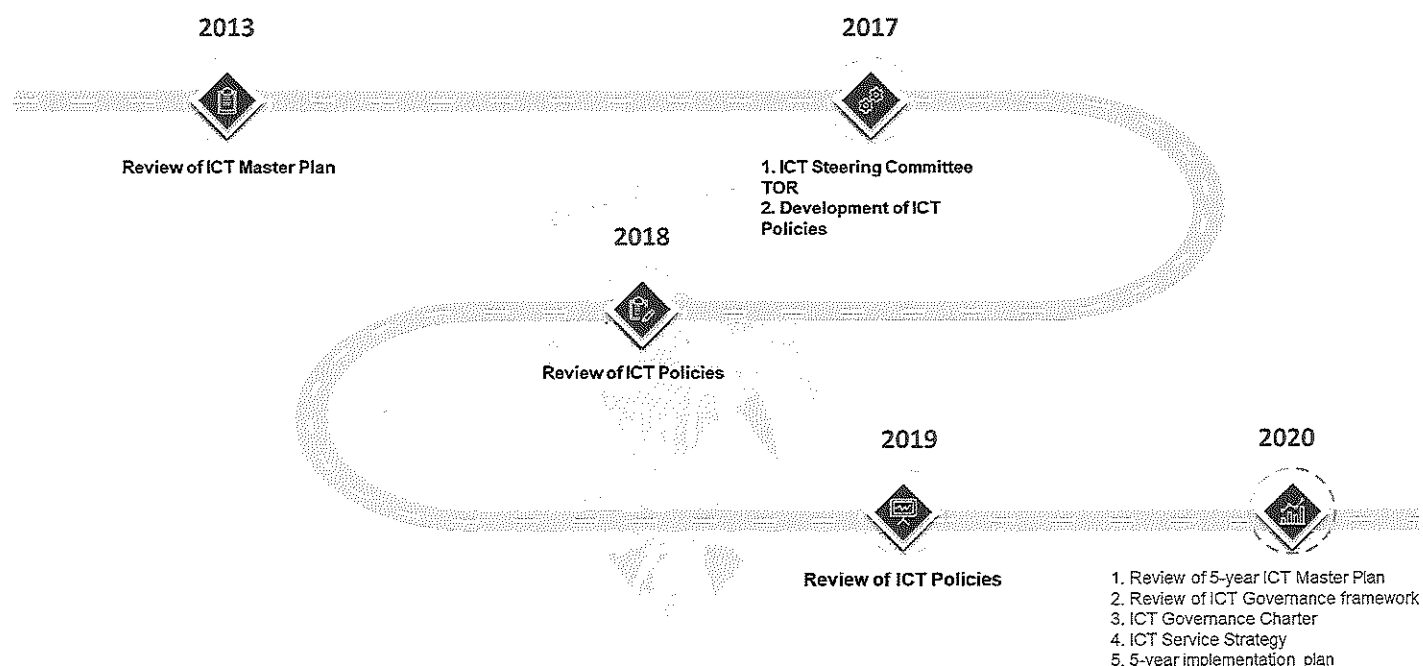 2013
2017
Review of ICT Master Plan
1. ICT Steering Committee
TOR
2. Development of ICT
Policies
2018
Review of ICT Policies
2019
2020
Review of ICT Policies
1. Review of 5-year ICT Master Plan
2. Review of ICT Governance framework
3. ICT Governance Charter
4. ICT Service Strategy
5. 5-year implementation plan